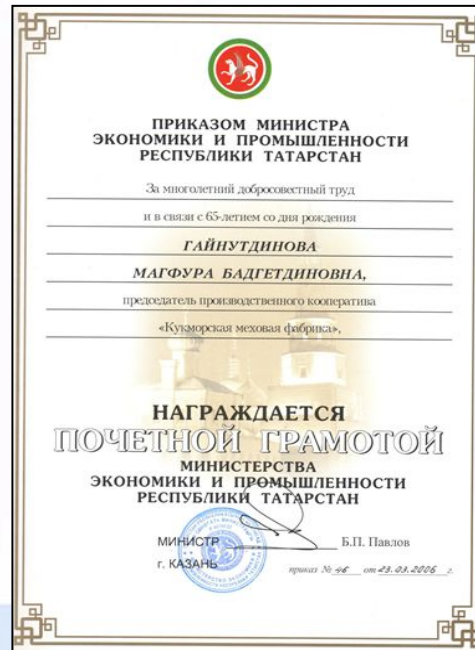 ПРИКАЗОМ МИНИСТРА
ЭКОНОМИКИ И ПРОМЫШЛЕННОСТИ
РЕСПУБЛИКИ ТАТАРСТАН
За многолетний добросовестный труд
и в связи с 65-летием со дня рождения
ГАЙНУТДИНОВА
МАГФУРА БАДГЕТДИНОВНА,
председатель производственного кооператива
«Кукморская меховая фабрика»,
НАГРАЖДАЕТСЯ
ПОЧЕТНОЙ ГРАМОТОЙ
МИНИСТЕРСТВА
ЭКОНОМИКИ И ПРОМЫШЛЕННОСТИ
РЕСПУБЛИКИ ТАТАРСТАН
МИНИСТР Б.П. Павлов
г. КАЗАНЬ
приказ № 46 от 23.03.2006 г.